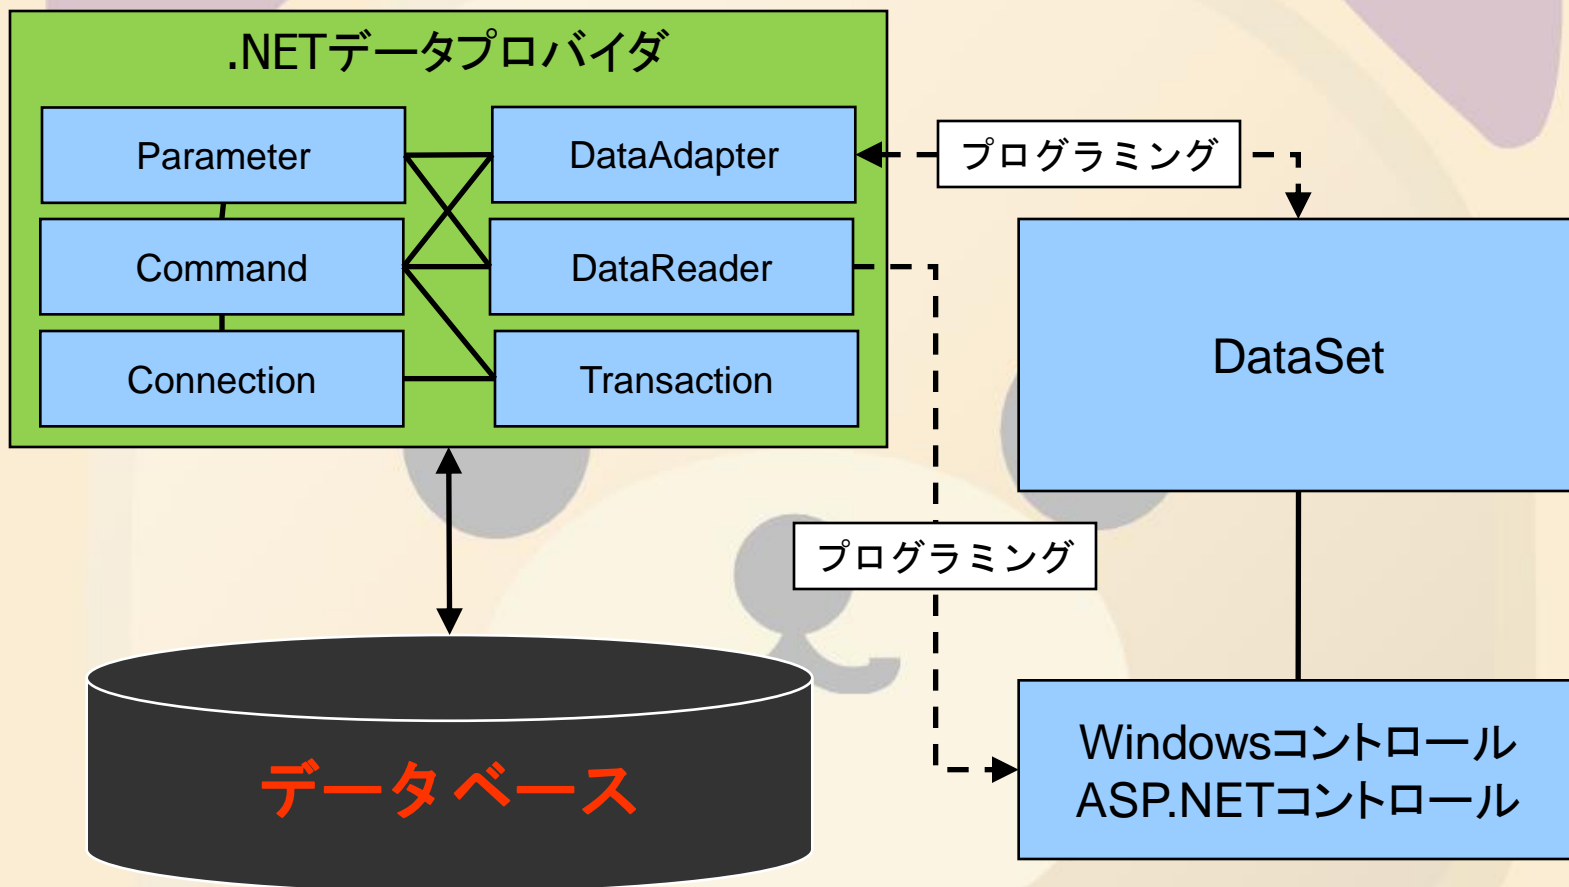 .NETデータプロバイダ
Parameter
DataAdapter
プログラミング
Command
DataReader
Connection
Transaction
DataSet
プログラミング
データベース
Windowsコントロール
ASP.NETコントロール